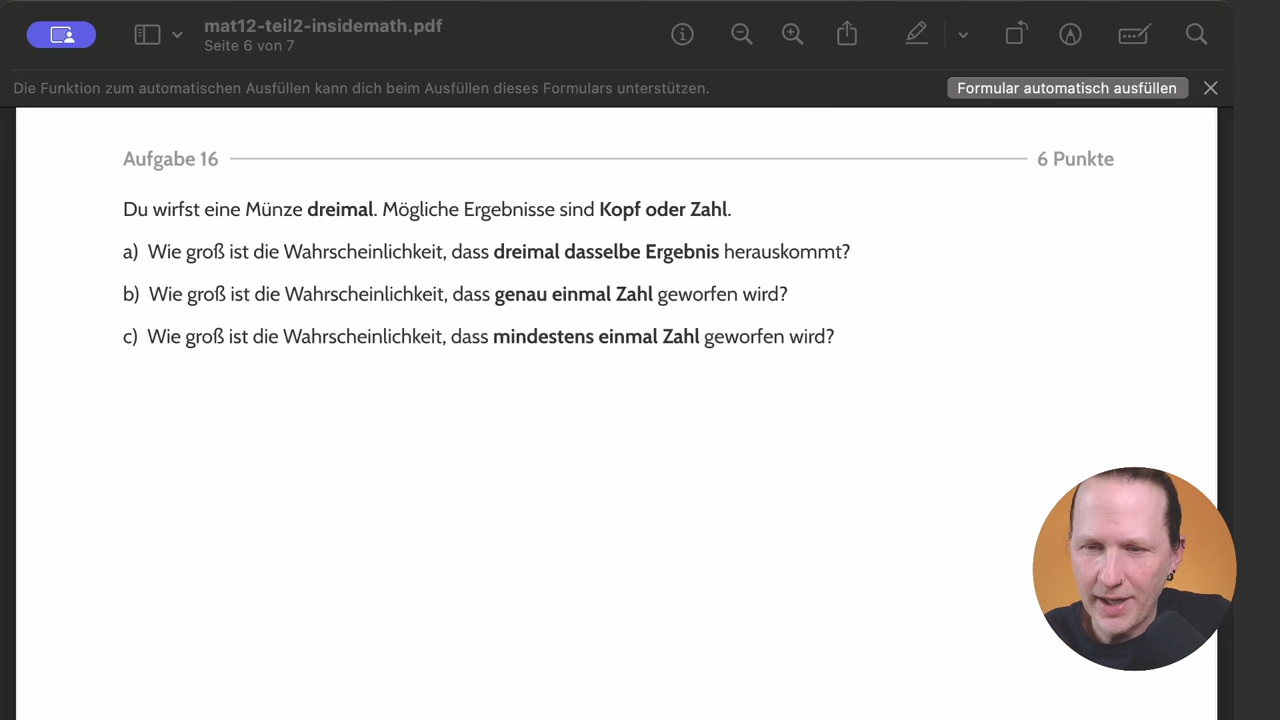 mat12-teil2-insidemath.pdf
Seite 6 von 7
Die Funktion zum automatischen Ausfüllen kann dich beim Ausfüllen dieses Formulars unterstützen.
Formular automatisch ausfüllen
Aufgabe 16
6 Punkte
Du wirfst eine Münze dreimal. Mögliche Ergebnisse sind Kopf oder Zahl.
a) Wie groß ist die Wahrscheinlichkeit, dass dreimal dasselbe Ergebnis herauskommt?
b) Wie groß ist die Wahrscheinlichkeit, dass genau einmal Zahl geworfen wird?
c) Wie groß ist die Wahrscheinlichkeit, dass mindestens einmal Zahl geworfen wird?